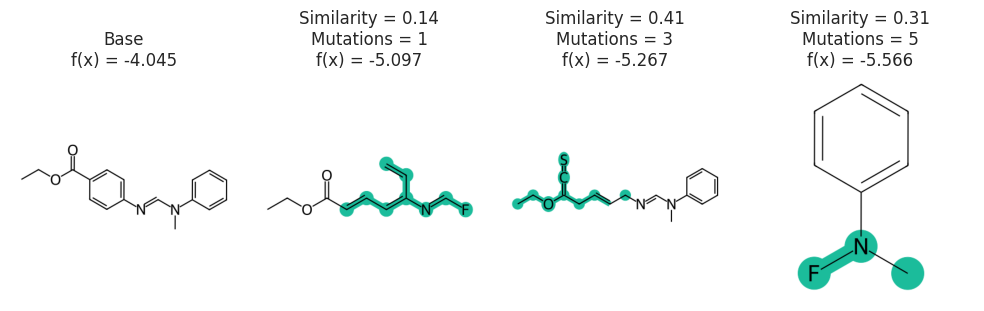 Base
f(x) = -4.045
Similarity = 0.14
Mutations = 1
f(x) = -5.097
Similarity = 0.41
Mutations = 3
f(x) = -5.267
Similarity = 0.31
Mutations = 5
f(x) = -5.566
O
O
N
N
O
O
N
F
S
C
O
N
N
N
F